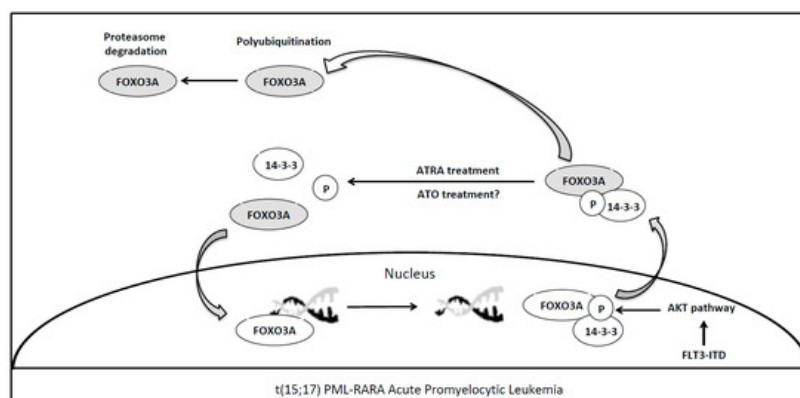 Proteasome
degradation
Polyubiquitination
FOXO3A
FOXO3A
14-3-3
ATRA treatment
FOXO3A
P
ATO treatment?
P
14-3-3
FOXO3A
Nucleus
FOXO3A
P
AKT pathway
FOXO3A
14-3-3
FLT3-ITD
t(15;17) PML-RARA Acute Promyelocytic Leukemia